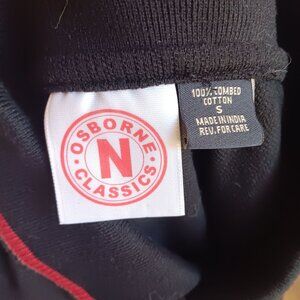 OSBORNE
N
CLASSICS
100% COMBED
COTTON
S
MADE IN INDIA
REV. FOR CARE